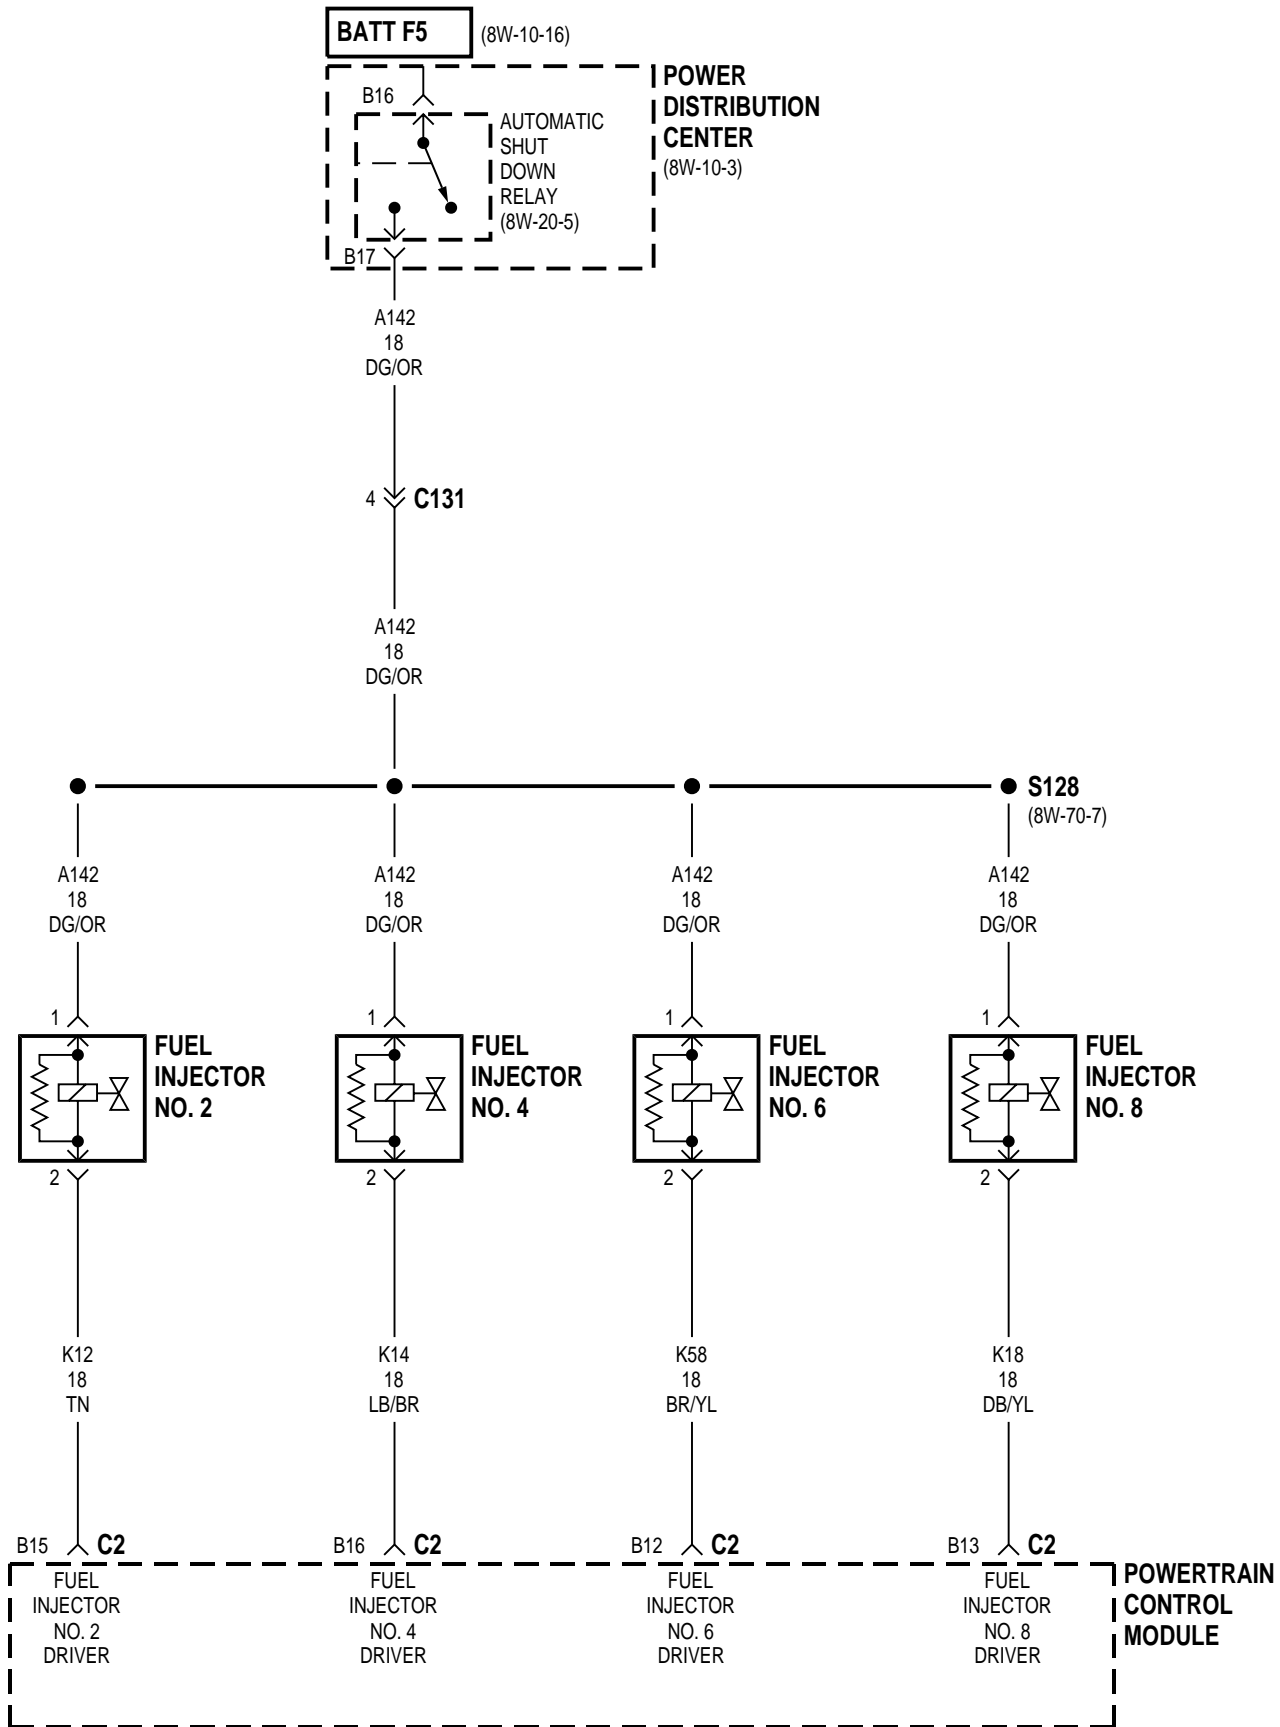 BATT F5 (8W-10-16)
POWER
DISTRIBUTION
CENTER
(8W-10-3)
B16
AUTOMATIC
SHUT
DOWN
RELAY
(8W-20-5)
B17
A142
18
DG/OR
4 C131
A142
18
DG/OR
S128
(8W-70-7)
A142 A142 A142 A142
18 18 18 18
DG/OR DG/OR DG/OR DG/OR
1 1 1 1
FUEL FUEL FUEL FUEL
INJECTOR INJECTOR INJECTOR INJECTOR
NO. 2 NO. 4 NO. 6 NO. 8
2 2 2 2
K12 K14 K58 K18
18 18 18 18
TN LB/BR BR/YL DB/YL
B15 C2 B16 C2 B12 C2 B13 C2
POWERTRAIN
CONTROL
MODULE
FUEL FUEL FUEL FUEL
INJECTOR INJECTOR INJECTOR INJECTOR
NO. 2 NO. 4 NO. 6 NO. 8
DRIVER DRIVER DRIVER DRIVER